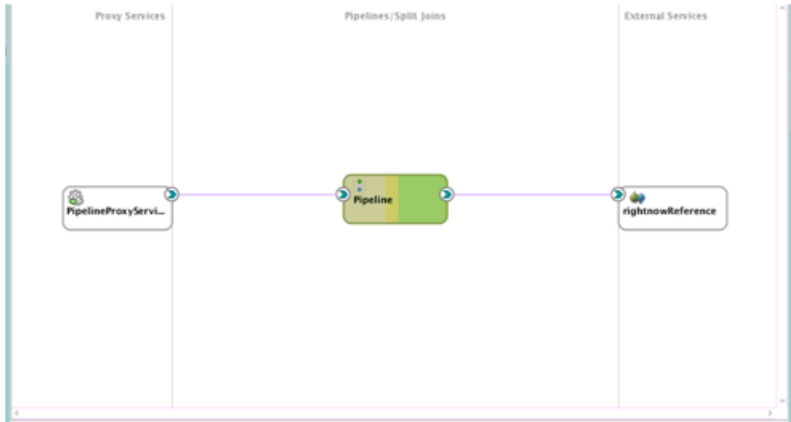 Proxy Services
Pipelines/Split Joins
External Services
PipelineProxyServi...
Pipeline
rightnowReference